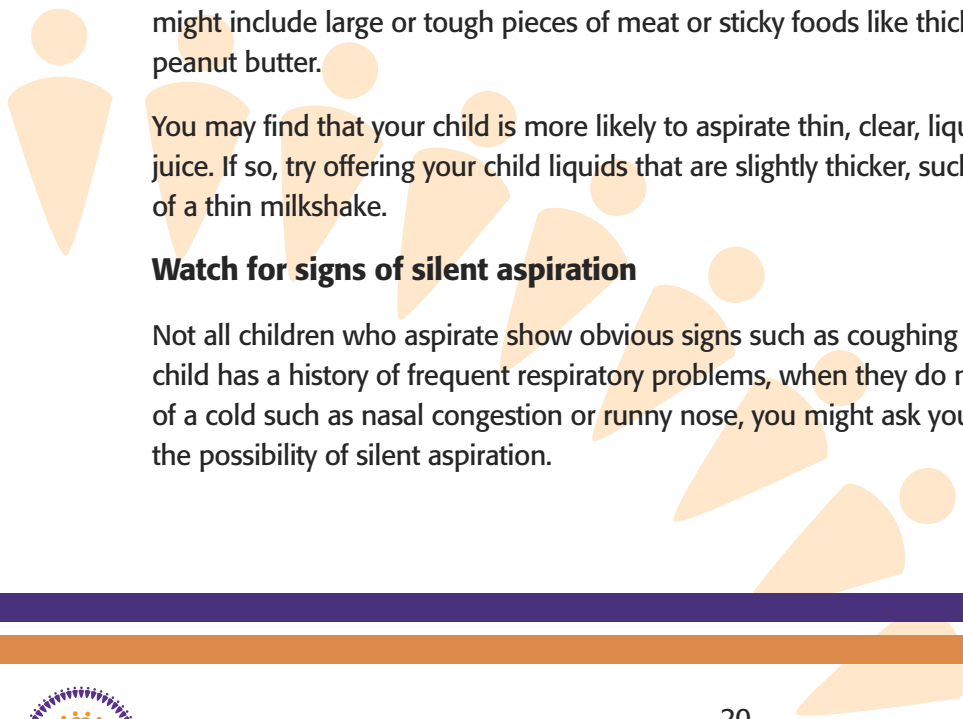 might include large or tough pieces of meat or sticky foods like thick
peanut butter.
You may find that your child is more likely to aspirate thin, clear, liqu
juice. If so, try offering your child liquids that are slightly thicker, such
of a thin milkshake.
Watch for signs of silent aspiration
Not all children who aspirate show obvious signs such as coughing
child has a history of frequent respiratory problems, when they do n
of a cold such as nasal congestion or runny nose, you might ask you
the possibility of silent aspiration.
20